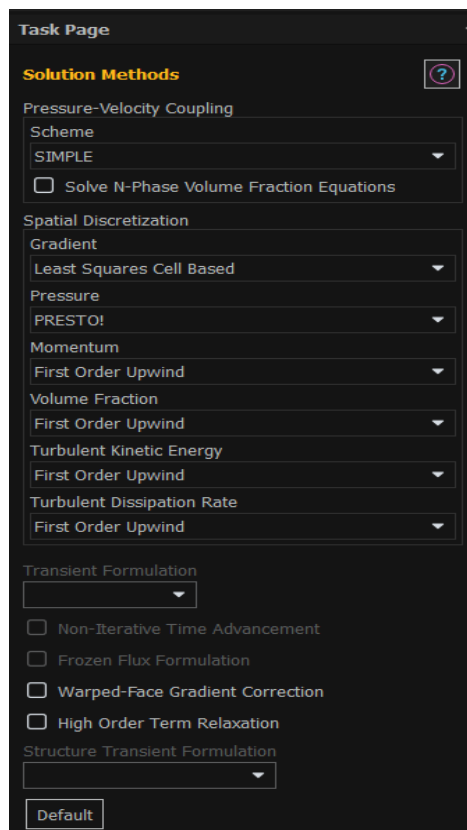 Task Page
Solution Methods
?
Pressure-Velocity Coupling
Scheme
SIMPLE
Solve N-Phase Volume Fraction Equations
Spatial Discretization
Gradient
Least Squares Cell Based
Pressure
PRESTO!
Momentum
First Order Upwind
Volume Fraction
First Order Upwind
Turbulent Kinetic Energy
First Order Upwind
Turbulent Dissipation Rate
First Order Upwind
Transient Formulation
Non-Iterative Time Advancement
Frozen Flux Formulation
Warped-Face Gradient Correction
High Order Term Relaxation
Structure Transient Formulation
Default